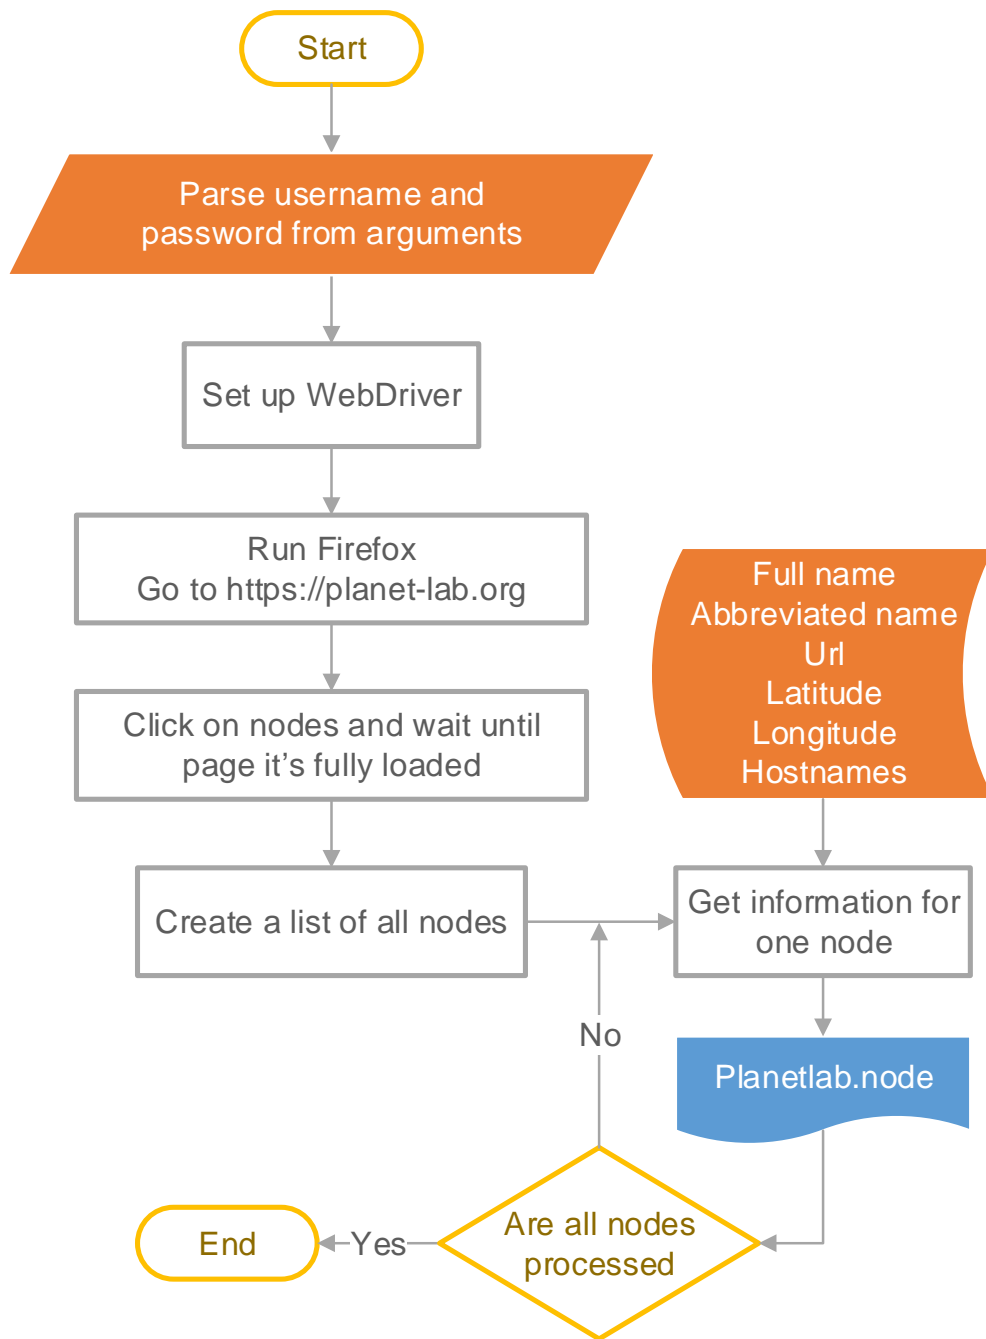 Start
Parse username and
password from arguments
Set up WebDriver
Run Firefox
Go to https://planet-lab.org
Click on nodes and wait until
page it's fully loaded
Create a list of all nodes
Full name
Abbreviated name
Url
Latitude
Longitude
Hostnames
Get information for
one node
Planetlab.node
No
Are all nodes
processed
Yes
End